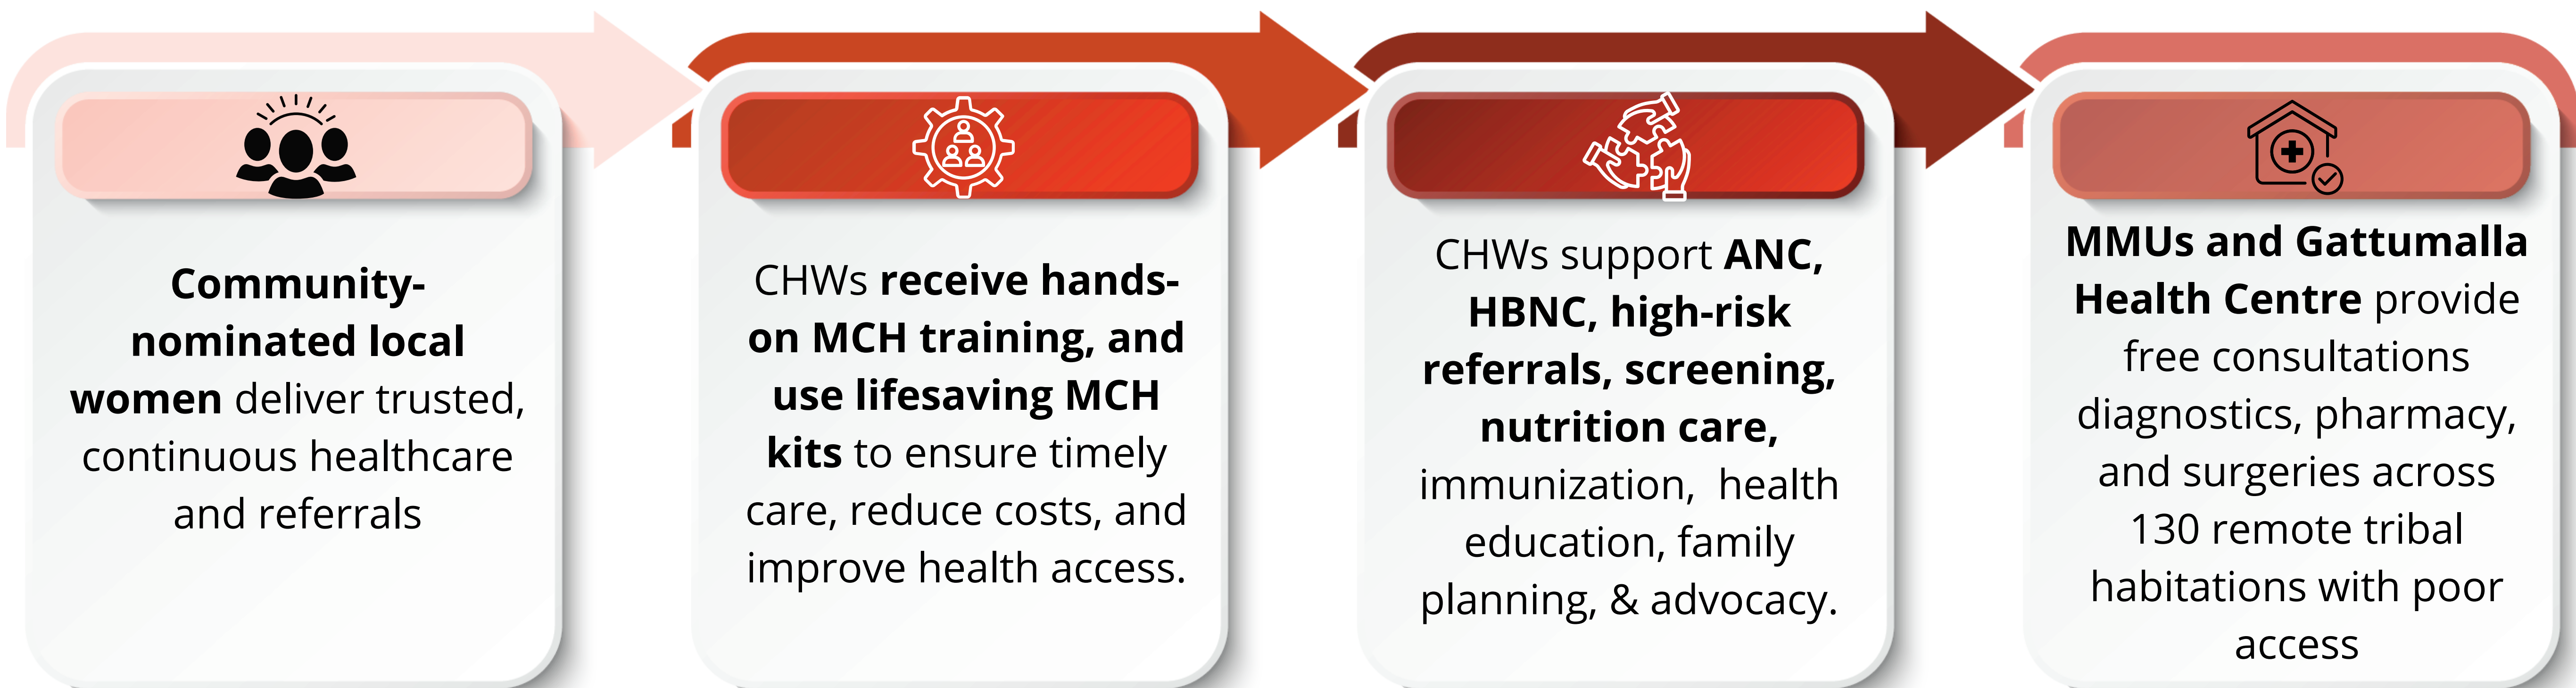 Community-
nominated local
women deliver trusted,
continuous healthcare
and referrals
CHWs receive hands-
on MCH training, and
use lifesaving MCH
kits to ensure timely
care, reduce costs, and
improve health access.
CHWs support ANC,
HBNC, high-risk
referrals, screening,
nutrition care,
immunization,  health
education, family
planning, & advocacy.
MMUs and Gattumalla
Health Centre provide
free consultations
diagnostics, pharmacy,
and surgeries across
130 remote tribal
habitations with poor
access